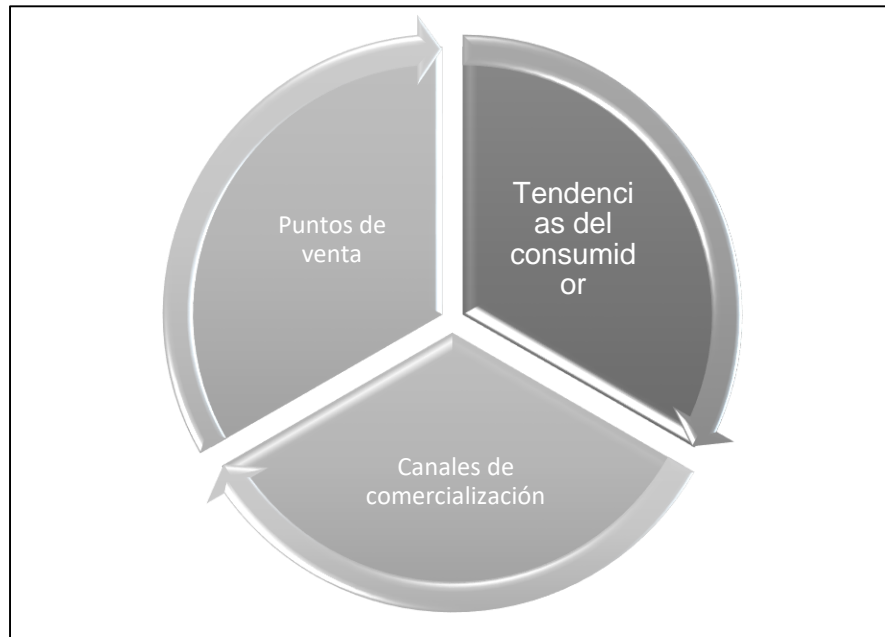 Tendenci
as del
consumid
or
Canales de
comercialización
Puntos de
venta